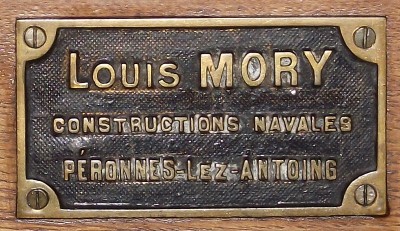 Louis MORY
CONSTRUCTIONS NAVALES
PÉRONNES-LEZ-ANTOING